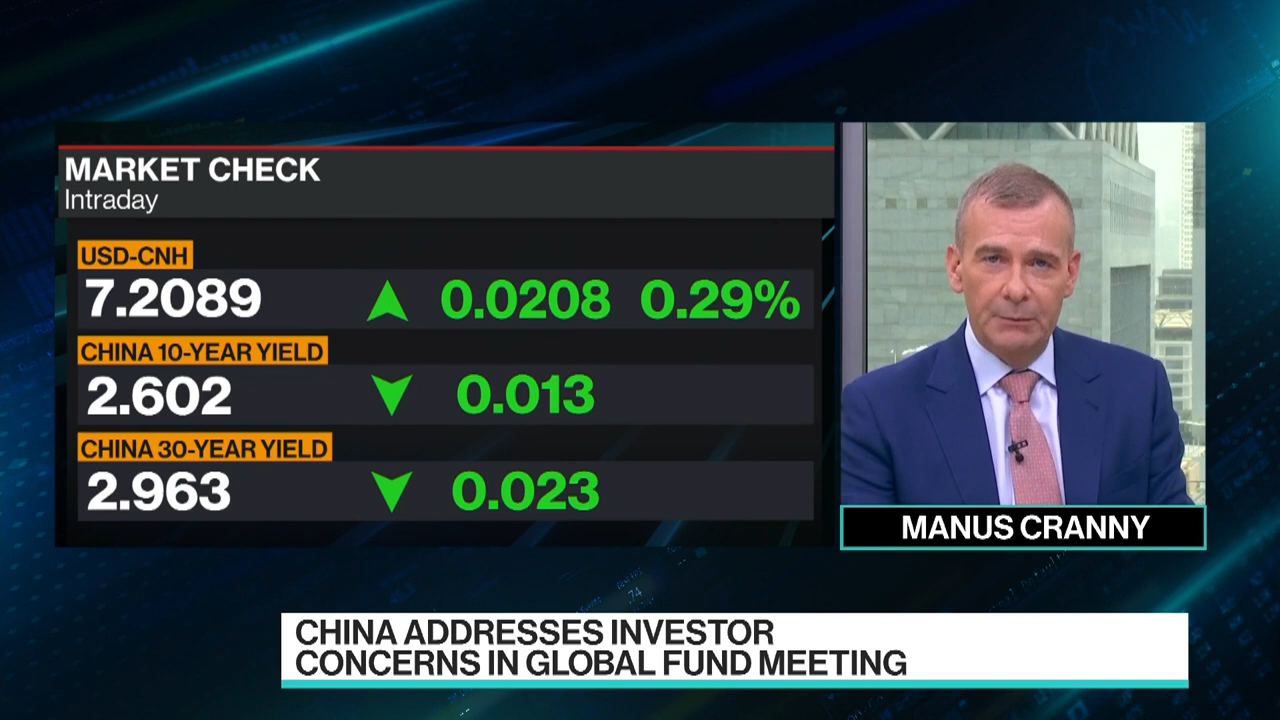 MARKET CHECK
Intraday
USD-CNH
7.2089 ▲ 0.0208 0.29%
CHINA 10-YEAR YIELD
2.602 ▼ 0.013
CHINA 30-YEAR YIELD
2.963 ▼ 0.023
MANUS CRANNY
74
CHINA ADDRESSES INVESTOR
CONCERNS IN GLOBAL FUND MEETING